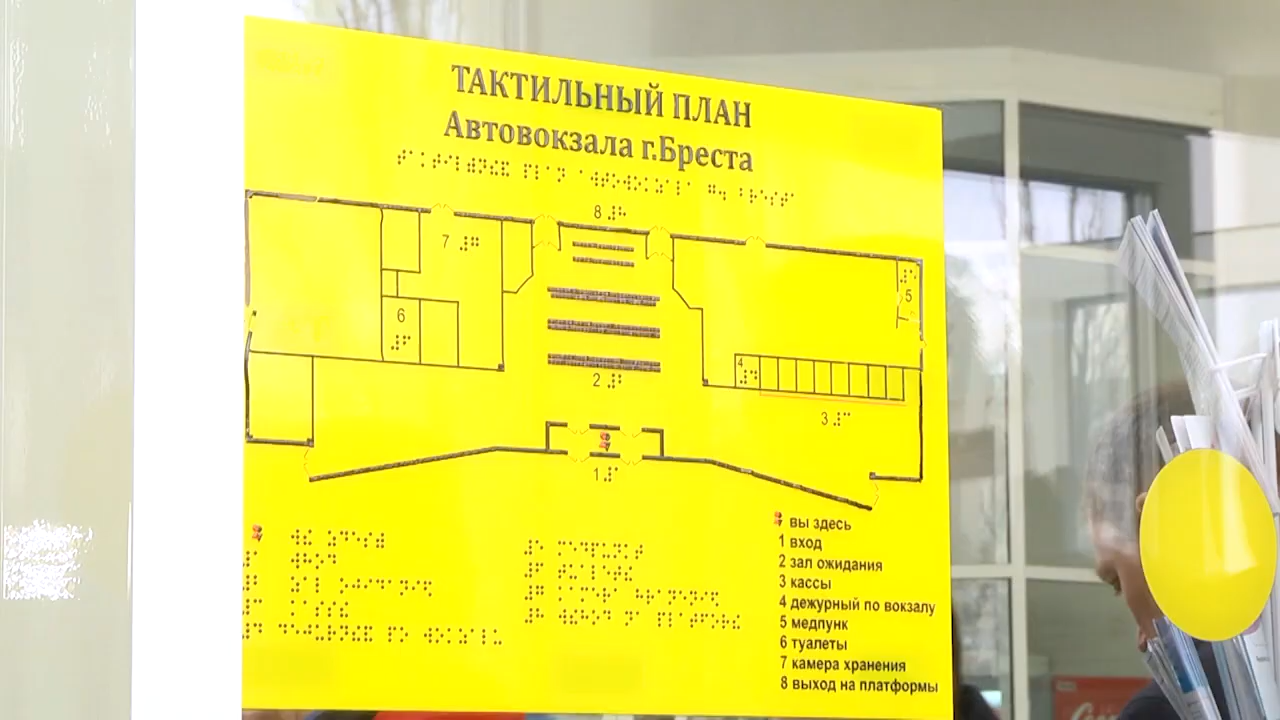 ТАКТИЛЬНЫЙ ПЛАН
Автовокзала г.Бреста
8
7
5
6
4
2
3
1
вы здесь
1 вход
2 зал ожидания
3 кассы
4 дежурный по вокзалу
5 медпунк
6 туалеты
7 камера хранения
8 выход на платформы